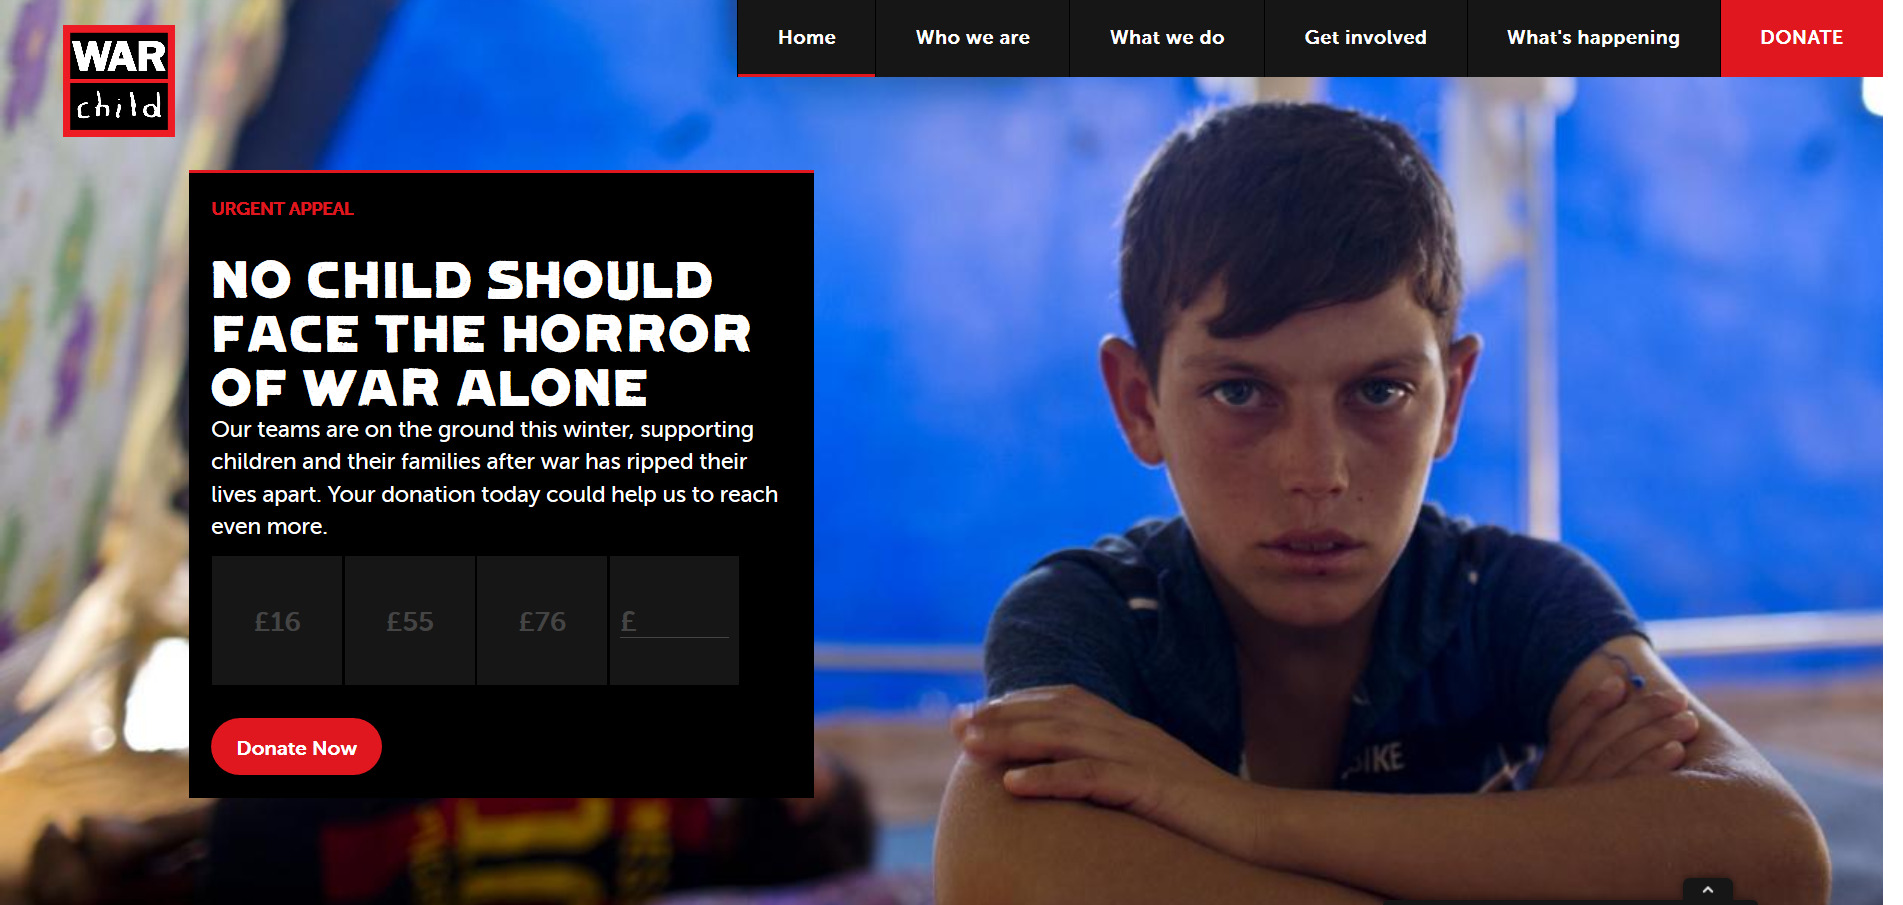 WAR
child
Home
Who we are
What we do
Get involved
What's happening
DONATE
URGENT APPEAL
NO CHILD SHOULD
FACE THE HORROR
OF WAR ALONE
Our teams are on the ground this winter, supporting
children and their families after war has ripped their
lives apart. Your donation today could help us to reach
even more.
£16
£55
£76
£
Donate Now